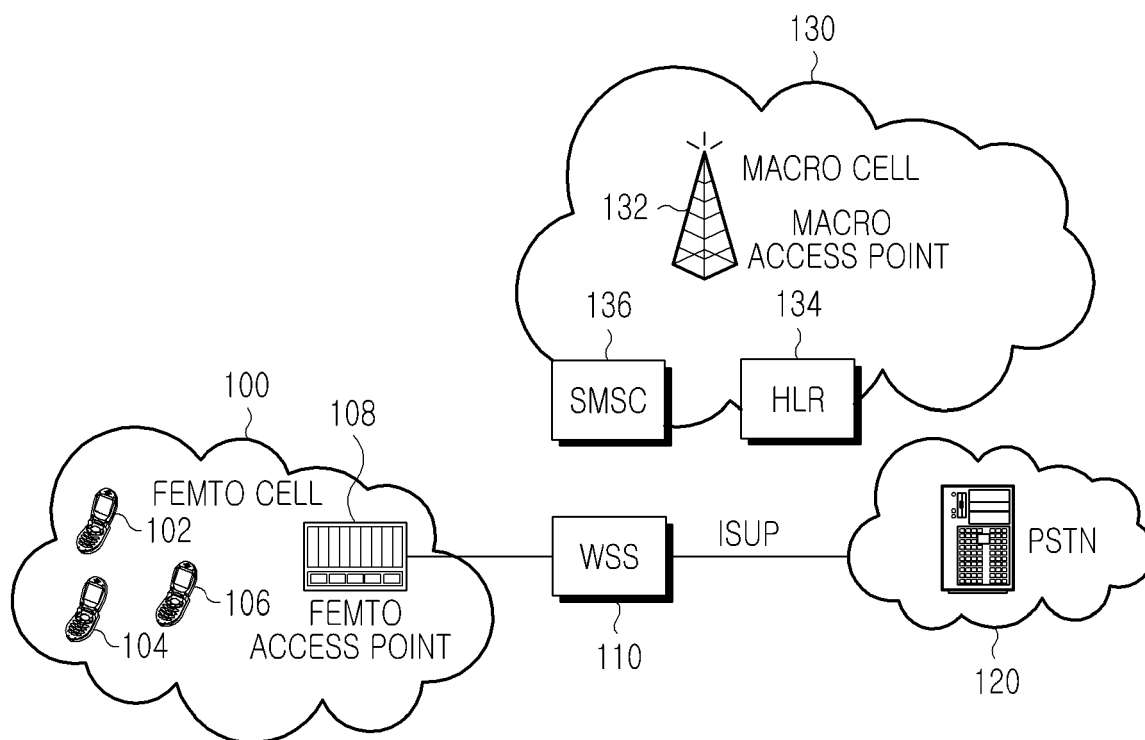 130
MACRO CELL
132
MACRO
ACCESS POINT
136
134
SMSC
HLR
100
108
FEMTO CELL
102
106
104
FEMTO
ACCESS POINT
WSS
ISUP
PSTN
110
120